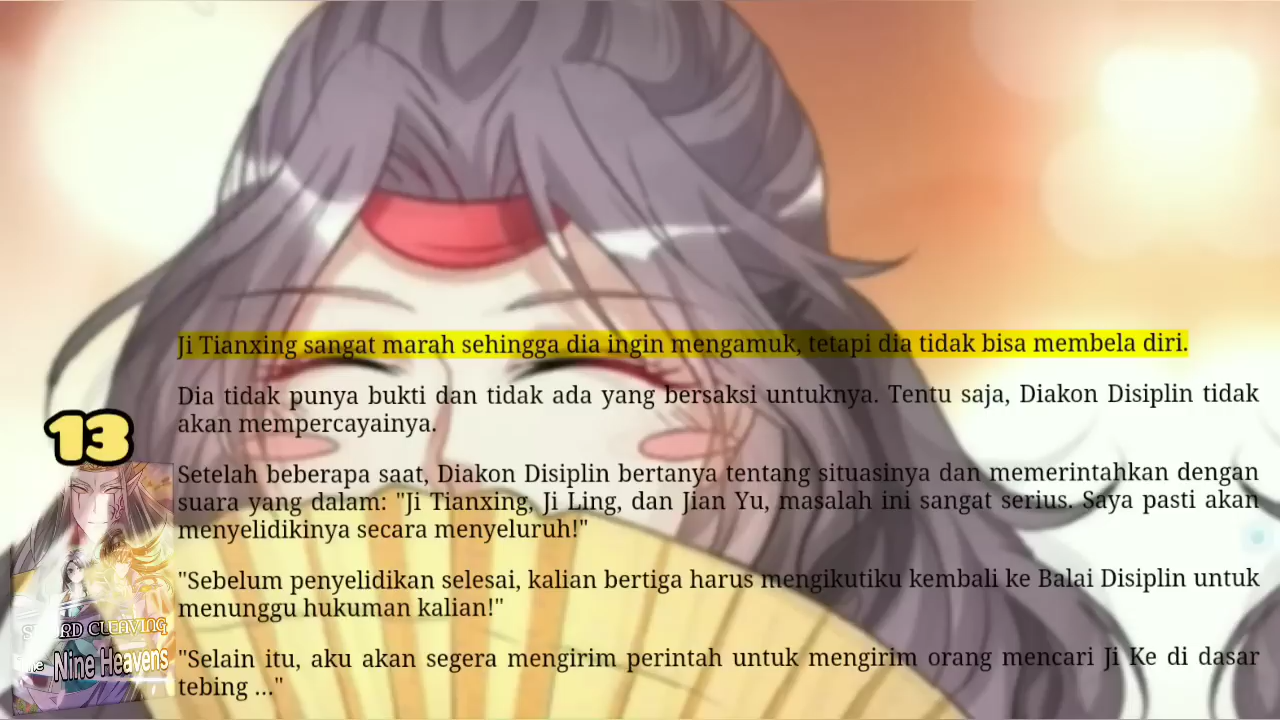 Ji Tianxing sangat marah sehingga dia ingin mengamuk, tetapi dia tidak bisa membela diri.
Dia tidak punya bukti dan tidak ada yang bersaksi untuknya. Tentu saja, Diakon Disiplin tidak
akan mempercayainya.
Setelah beberapa saat, Diakon Disiplin bertanya tentang situasinya dan memerintahkan dengan
suara yang dalam: "Ji Tianxing, Ji Ling, dan Jian Yu, masalah ini sangat serius. Saya pasti akan
menyelidikinya secara menyeluruh!"
"Sebelum penyelidikan selesai, kalian bertiga harus mengikutiku kembali ke Balai Disiplin untuk
menunggu hukuman kalian!"
"Selain itu, aku akan segera mengirim perintah untuk mengirim orang mencari Ji Ke di dasar
tebing ..."
13
SWORD CLEAVING
The Nine Heavens